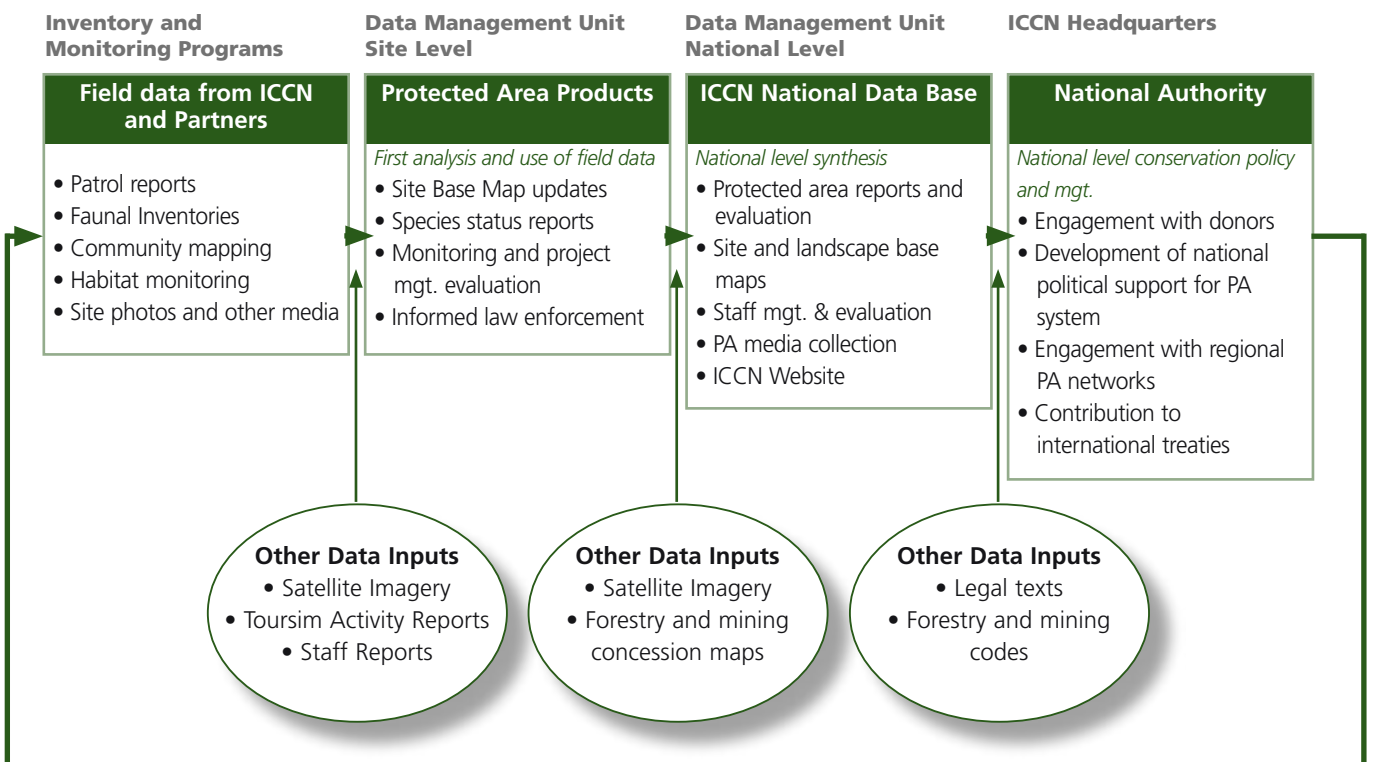 Inventory and
Monitoring Programs
Data Management Unit
Site Level
Data Management Unit
National Level
ICCN Headquarters
Field data from ICCN
and Partners
• Patrol reports
• Faunal Inventories
• Community mapping
• Habitat monitoring
• Site photos and other media
Protected Area Products
First analysis and use of field data
• Site Base Map updates
• Species status reports
• Monitoring and project
mgt. evaluation
• Informed law enforcement
ICCN National Data Base
National level synthesis
• Protected area reports and
evaluation
• Site and landscape base
maps
• Staff mgt. & evaluation
• PA media collection
• ICCN Website
National Authority
National level conservation policy
and mgt.
• Engagement with donors
• Development of national
political support for PA
system
• Engagement with regional
PA networks
• Contribution to
international treaties
Other Data Inputs
• Satellite Imagery
• Toursim Activity Reports
• Staff Reports
Other Data Inputs
• Satellite Imagery
• Forestry and mining
concession maps
Other Data Inputs
• Legal texts
• Forestry and mining
codes